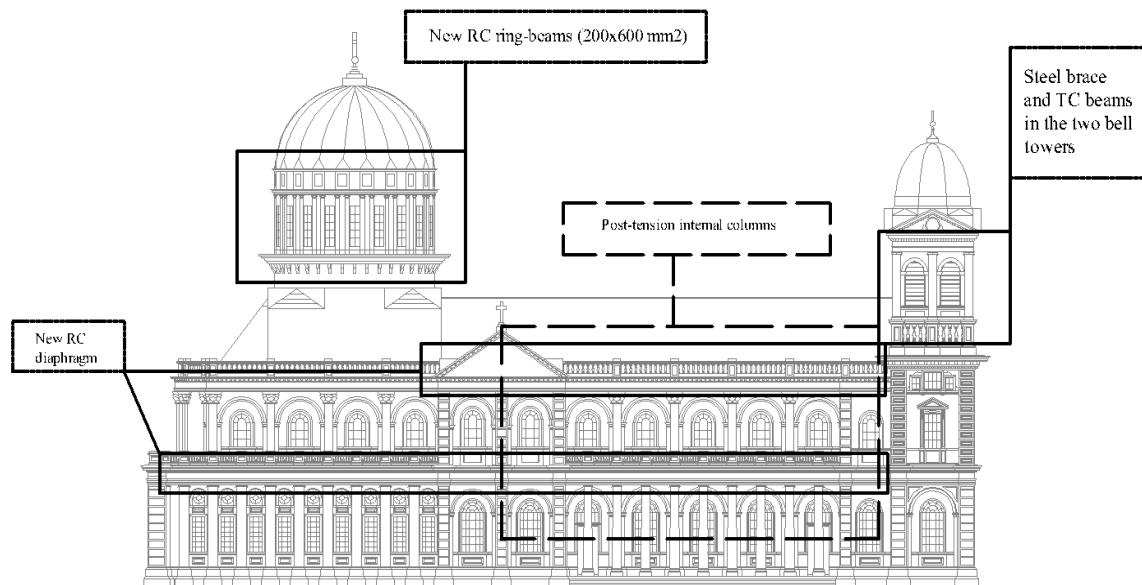 New RC ring-beams (200x600 mm2)
Steel brace
and TC beams
in the two bell
towers
Post-tension internal columns
New RC
diaphragm